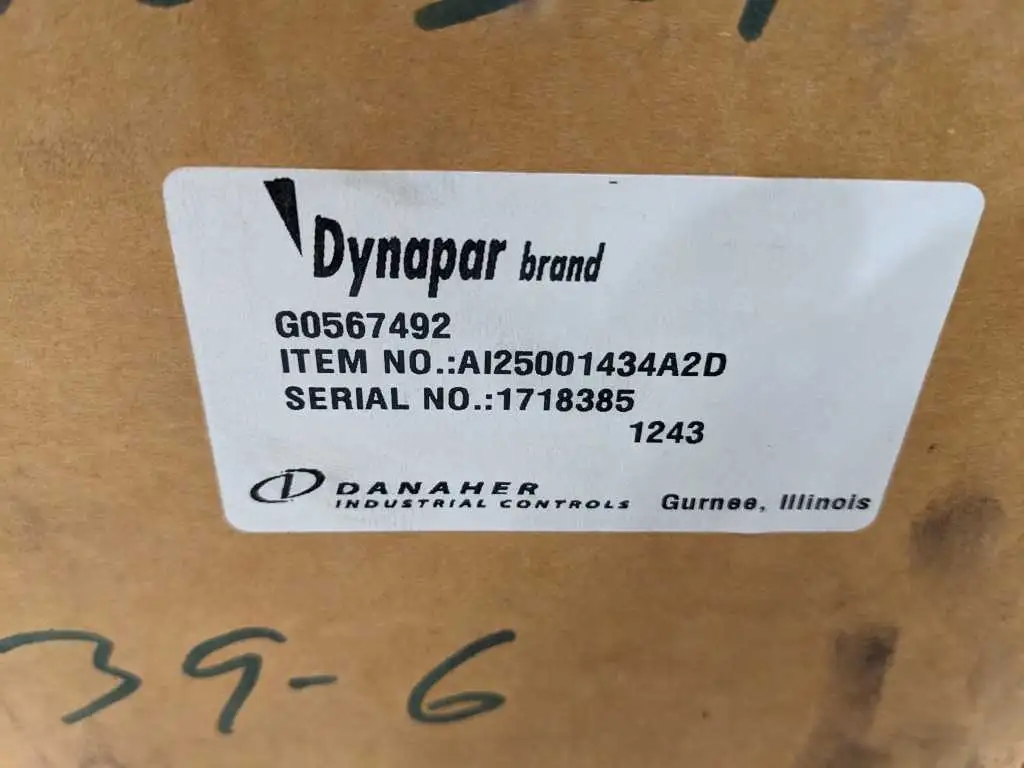 Dynapar brand
G0567492
ITEM NO.:AI25001434A2D
SERIAL NO.:1718385
1243
D DANAHER
INDUSTRIAL CONTROLS Gurnee, Illinois
39-6